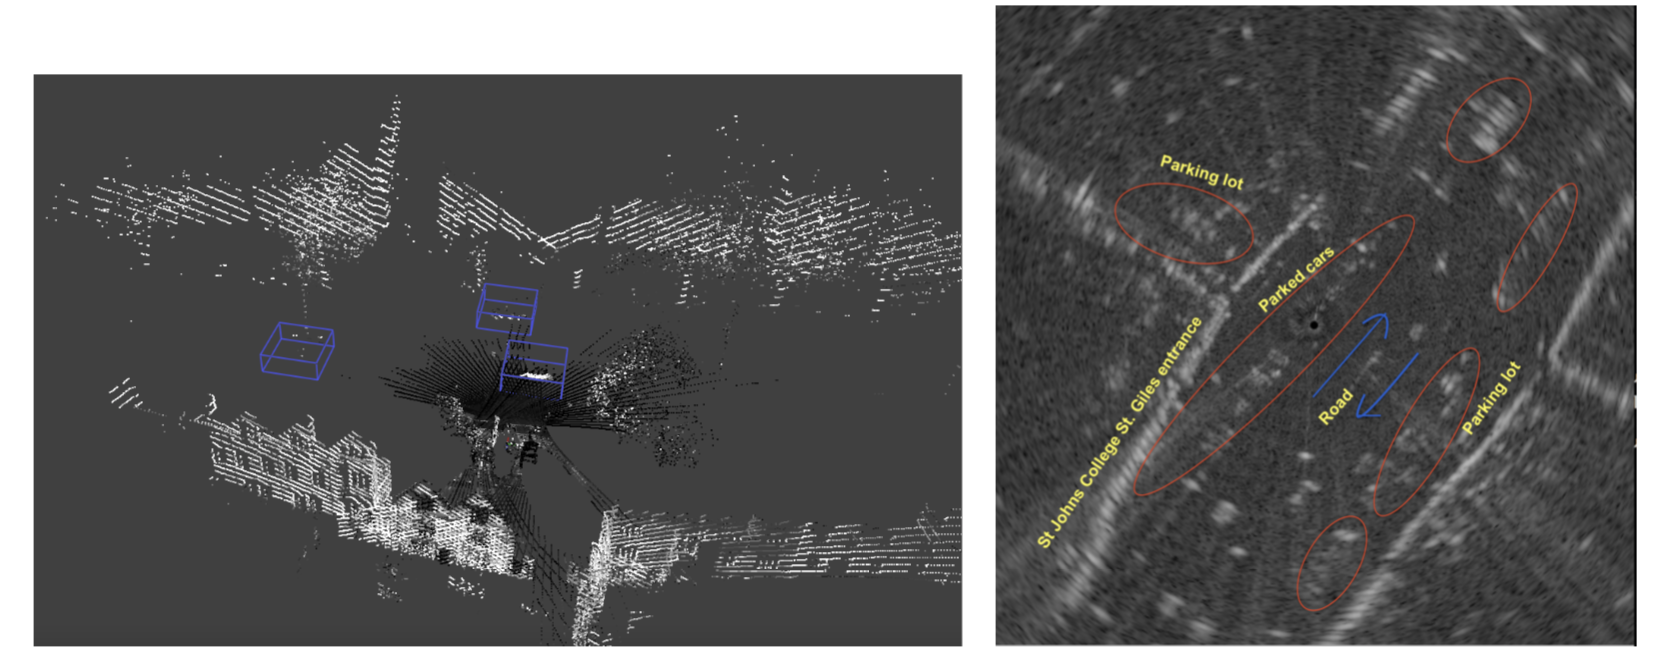 Parking lot
Parked cars
St Johns College St. Giles entrance
Road
Parking lot